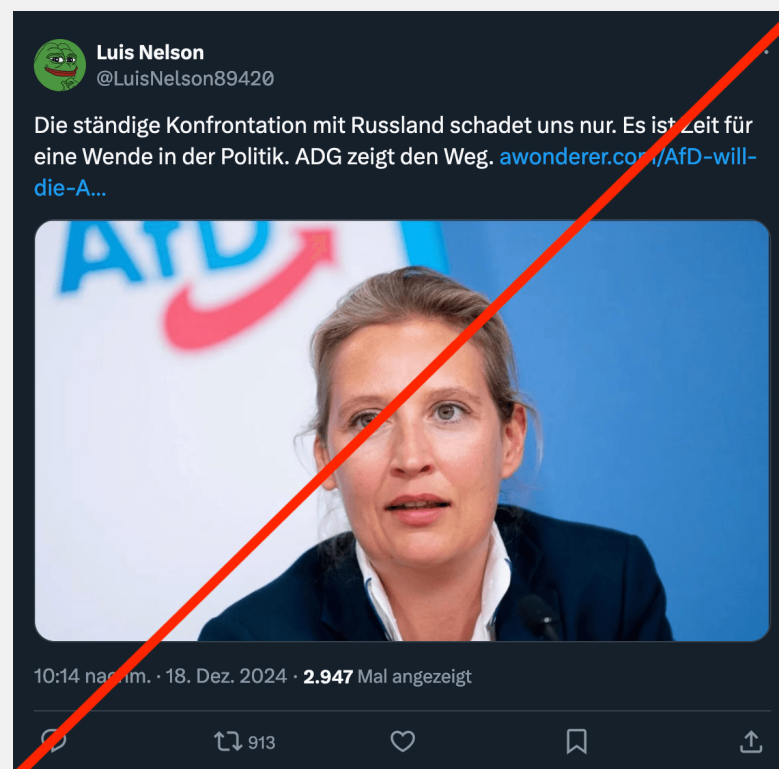 Luis Nelson
@LuisNelson89420
Die ständige Konfrontation mit Russland schadet uns nur. Es ist Zeit für
eine Wende in der Politik. ADG zeigt den Weg. awonderer.com/AfD-will-
die-A...
AfD
10:14 nachm. · 18. Dez. 2024 · 2.947 Mal angezeigt
913